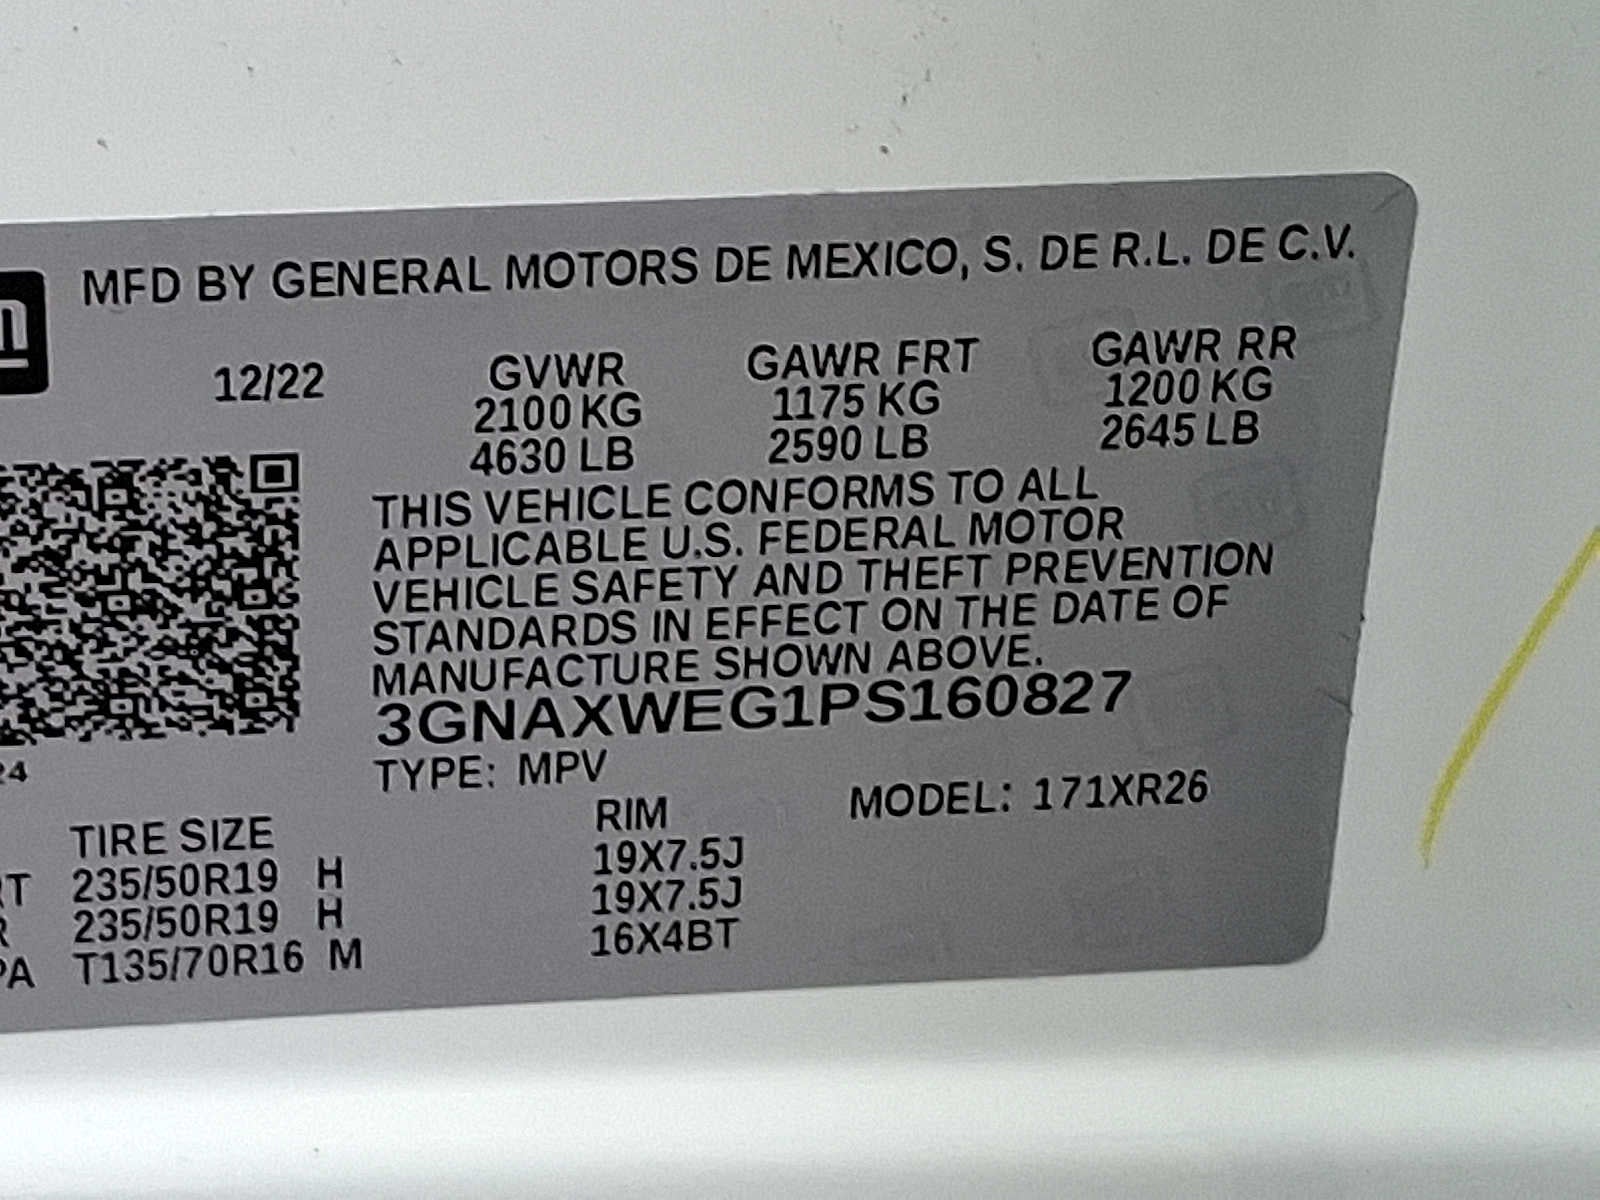 MFD BY GENERAL MOTORS DE MEXICO, S. DE R.L. DE C.V.
12/22 GVWR GAWR FRT GAWR RR
2100 KG 1175 KG 1200 KG
4630 LB 2590 LB 2645 LB
THIS VEHICLE CONFORMS TO ALL
APPLICABLE U.S. FEDERAL MOTOR
VEHICLE SAFETY AND THEFT PREVENTION
STANDARDS IN EFFECT ON THE DATE OF
MANUFACTURE SHOWN ABOVE.
3GNAXWEG1PS160827
24 TYPE: MPV MODEL: 171XR26
TIRE SIZE RIM
RT 235/50R19 H 19X7.5J
R 235/50R19 H 19X7.5J
PA T135/70R16 M 16X4BT